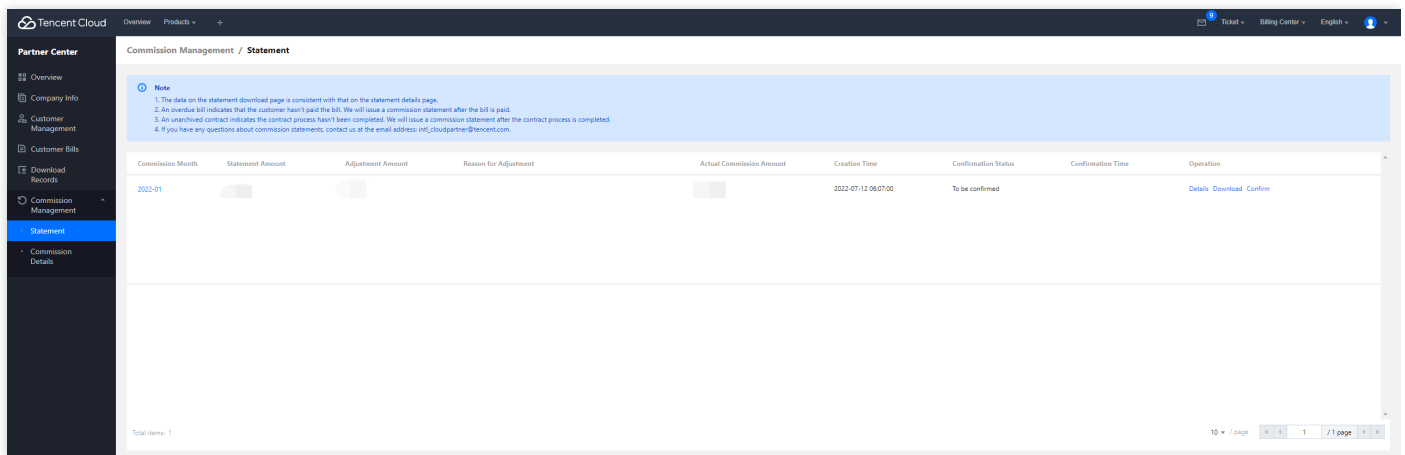 Tencent Cloud Overview Products + 9 Ticket Billing Center English
Partner Center
Commission Management / Statement
Overview
Company Info
Customer
Management
Customer Bills
Download
Records
Commission
Management
Statement
Commission
Details
Note
1. The data on the statement download page is consistent with that on the statement details page.
2. An overdue bill indicates that the customer hasn't paid the bill. We will issue a commission statement after the bill is paid.
3. An unarchived contract indicates the contract process hasn't been completed. We will issue a commission statement after the contract process is completed.
4. If you have any questions about commission statements, contact us at the email address: intl_cloudpartner@tencent.com.
Commission Month Statement Amount Adjustment Amount Reason for Adjustment Actual Commission Amount Creation Time Confirmation Status Confirmation Time Operation
2022-01 2022-07-12 06:07:00 To be confirmed Details Download Confirm
Total items: 1 10 / page 1 / 1 page